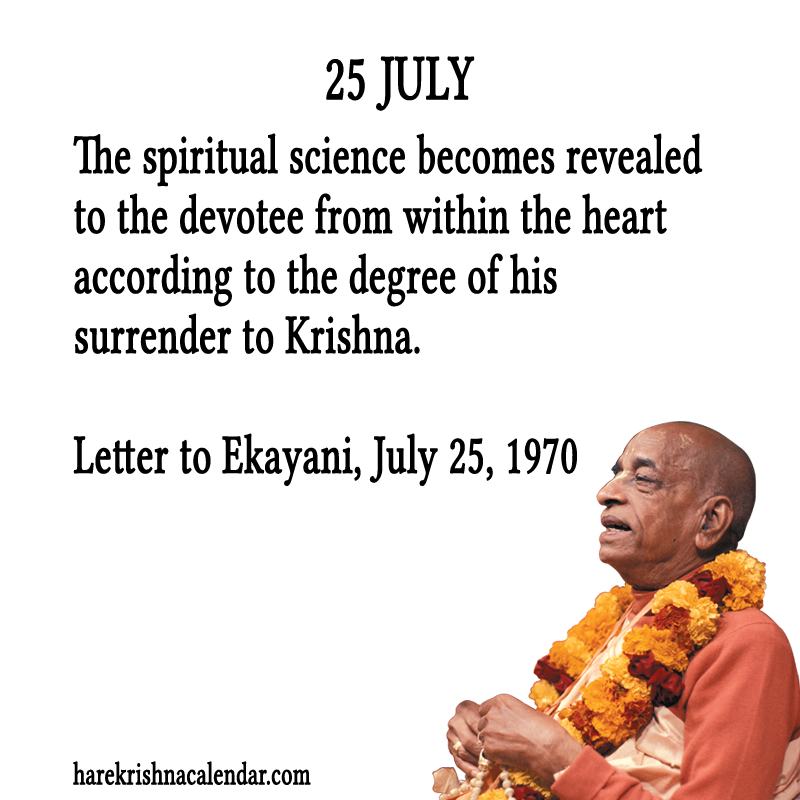 25 JULY
The spiritual science becomes revealed
to the devotee from within the heart
according to the degree of his
surrender to Krishna.
Letter to Ekayani, July 25, 1970
harekrishnacalendar.com